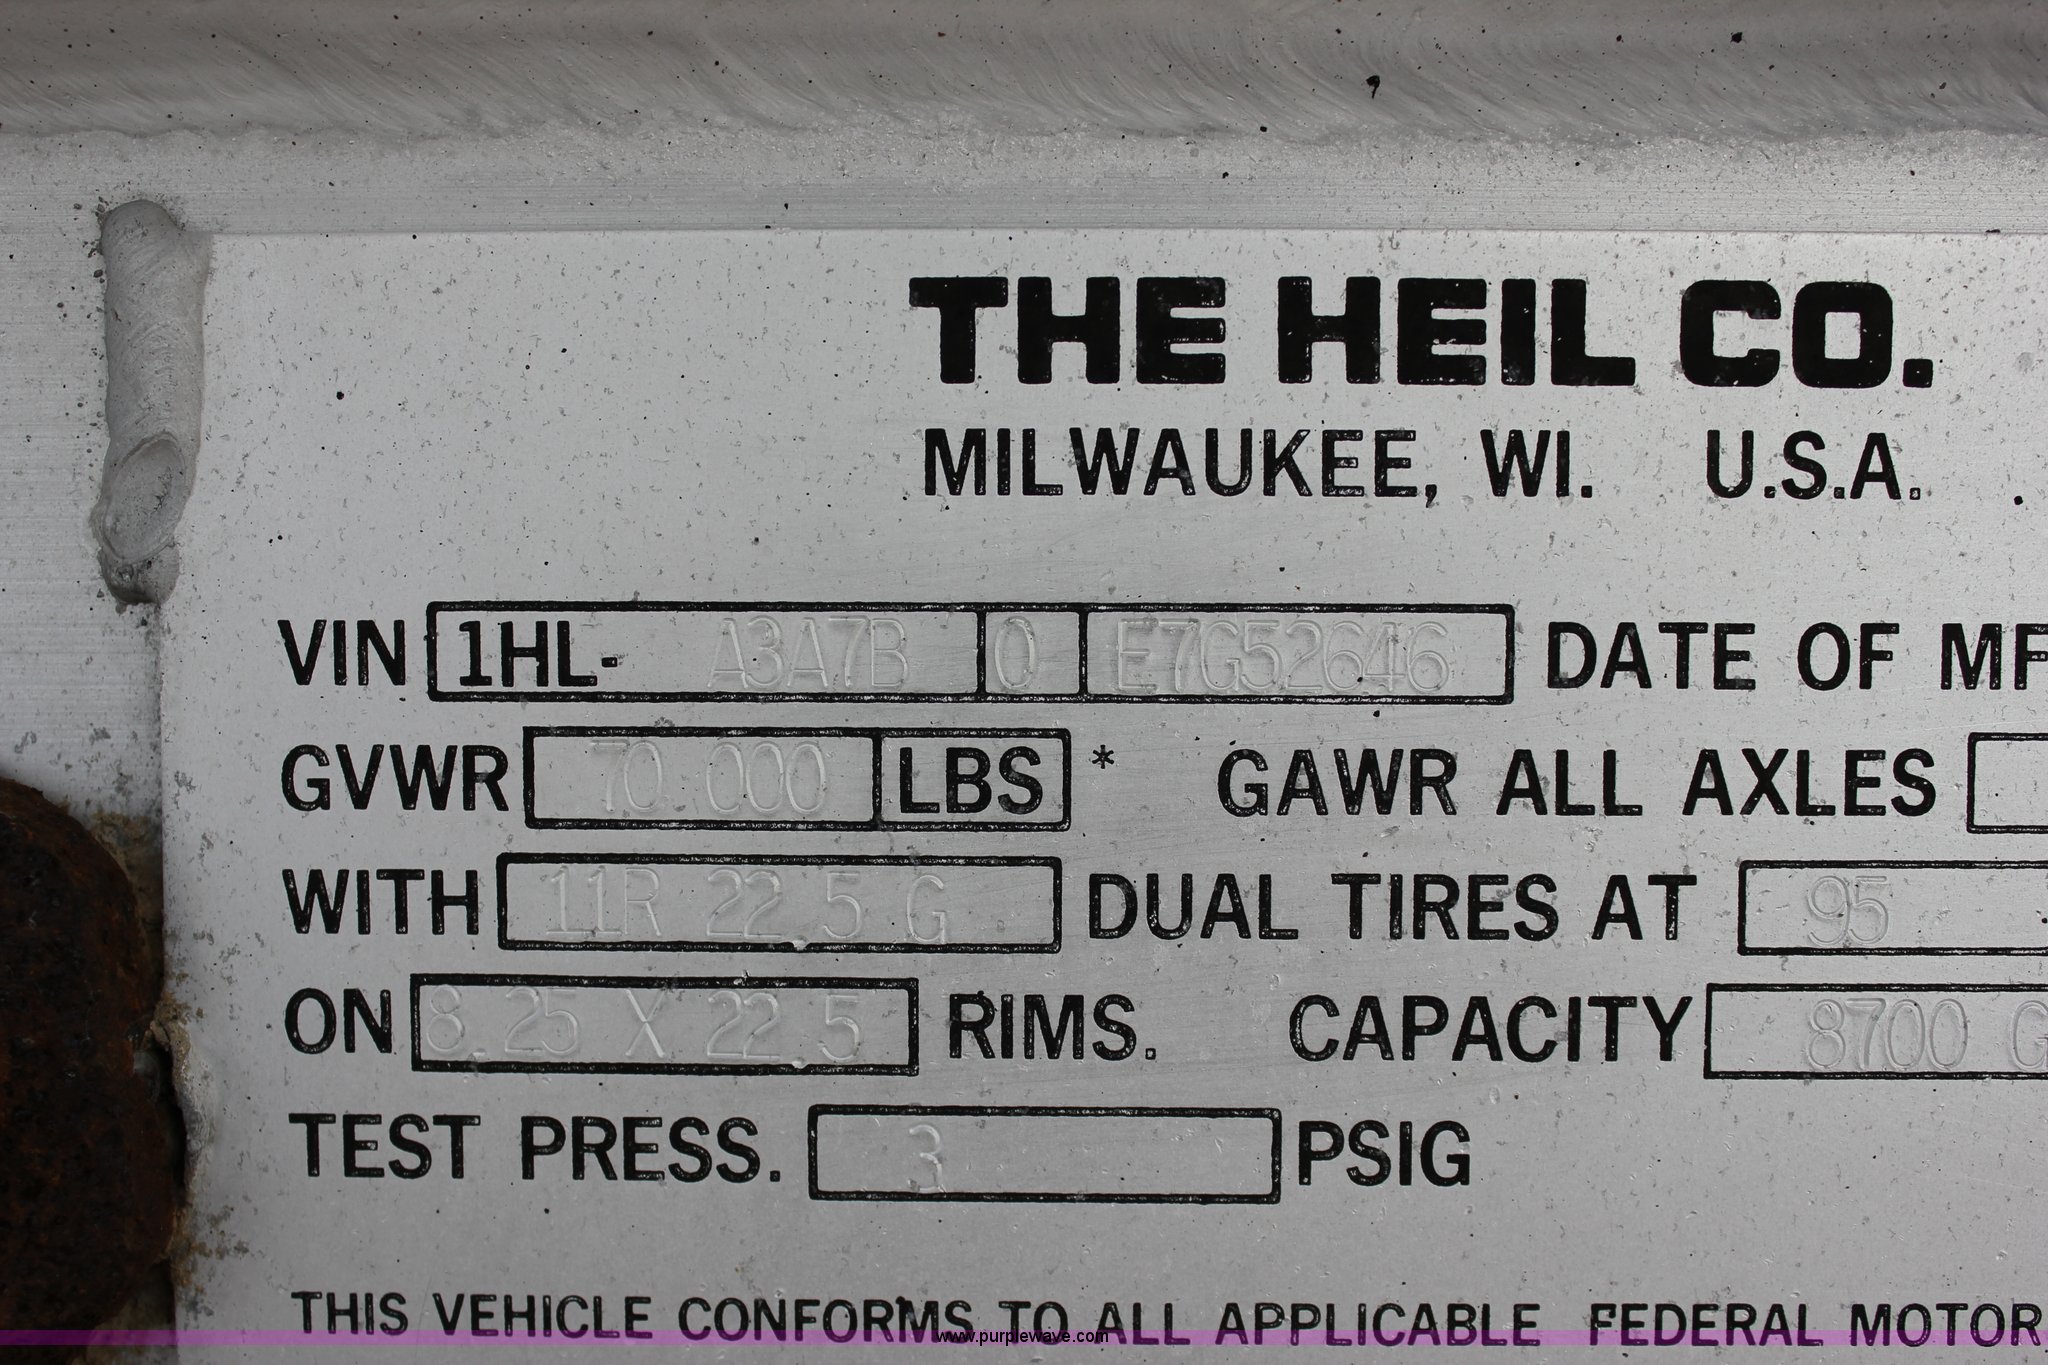 THE HEIL CO.
MILWAUKEE, WI. U.S.A.
VIN 1HL- A3A7B 0 E7G52646 DATE OF MF
GVWR 70 000 LBS * GAWR ALL AXLES
WITH 11R 22.5 G DUAL TIRES AT 95
ON 8.25 X 22.5 RIMS. CAPACITY 8700 G
TEST PRESS. 3 PSIG
THIS VEHICLE CONFORMS TO ALL APPLICABLE FEDERAL MOTOR
www.purplewave.com